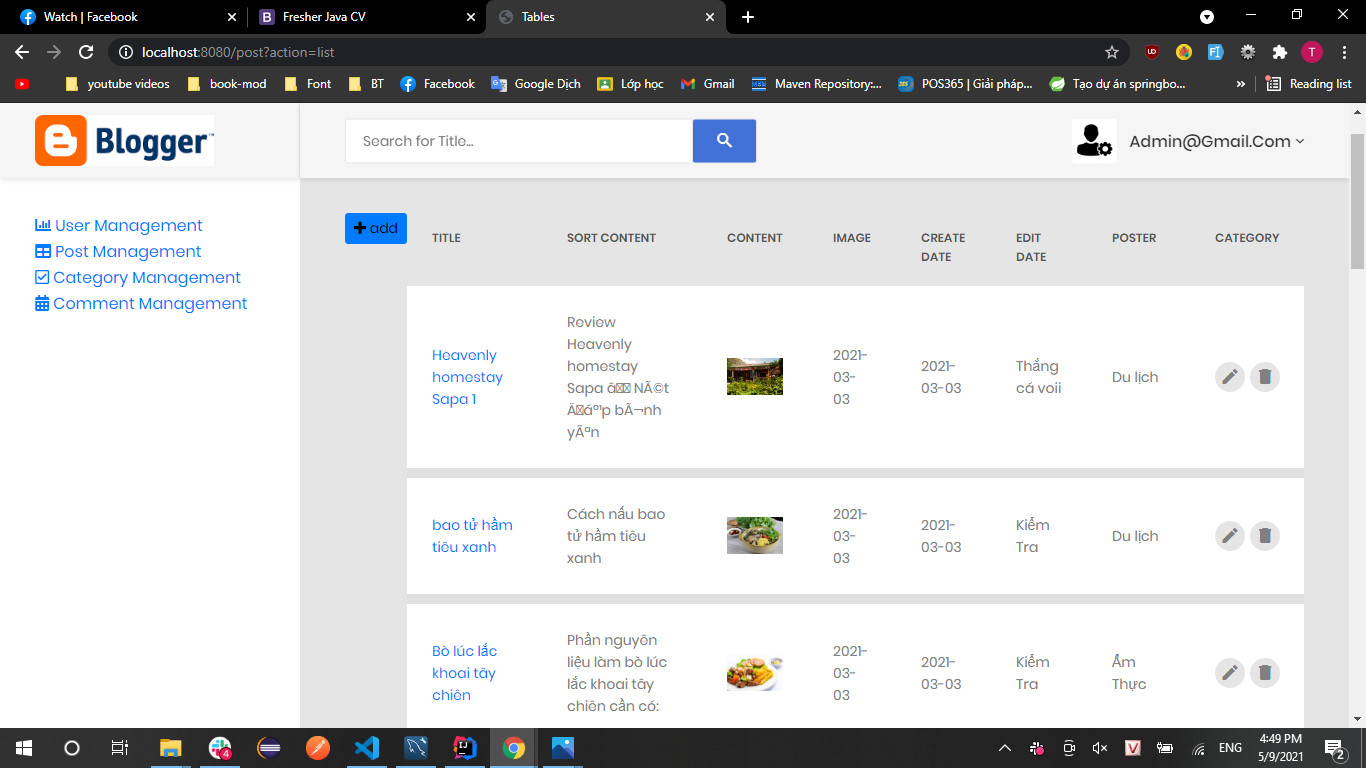 Watch | Facebook
Fresher Java CV
Tables
localhost:8080/post?action=list
youtube videos
book-mod
Font
BT
Facebook
Google Dịch
Lớp học
Gmail
Maven Repository:...
POS365 | Giải pháp...
Tạo dự án springbo...
»
Reading list
Blogger™
Search for Title...
Admin@Gmail.Com
User Management
Post Management
Category Management
Comment Management
add
TITLE
SORT CONTENT
CONTENT
IMAGE
CREATE
DATE
EDIT
DATE
POSTER
CATEGORY
Heavenly
homestay
Sapa 1
Review
Heavenly
homestay
Sapa
bÃ¬nh
yÃªn
2021-
03-
03
2021-
03-03
Thắng
cá voii
Du lịch
bao tử hầm
tiêu xanh
Cách nấu bao
tử hầm tiêu
xanh
2021-
03-
03
2021-
03-03
Kiểm
Tra
Du lịch
Bò lúc lắc
khoai tây
chiên
Phần nguyên
liệu làm bò lúc
lắc khoai tây
chiên cần có:
2021-
03-
03
2021-
03-03
Kiểm
Tra
Ẩm
Thực
4
ENG
4:49 PM
5/9/2021
2